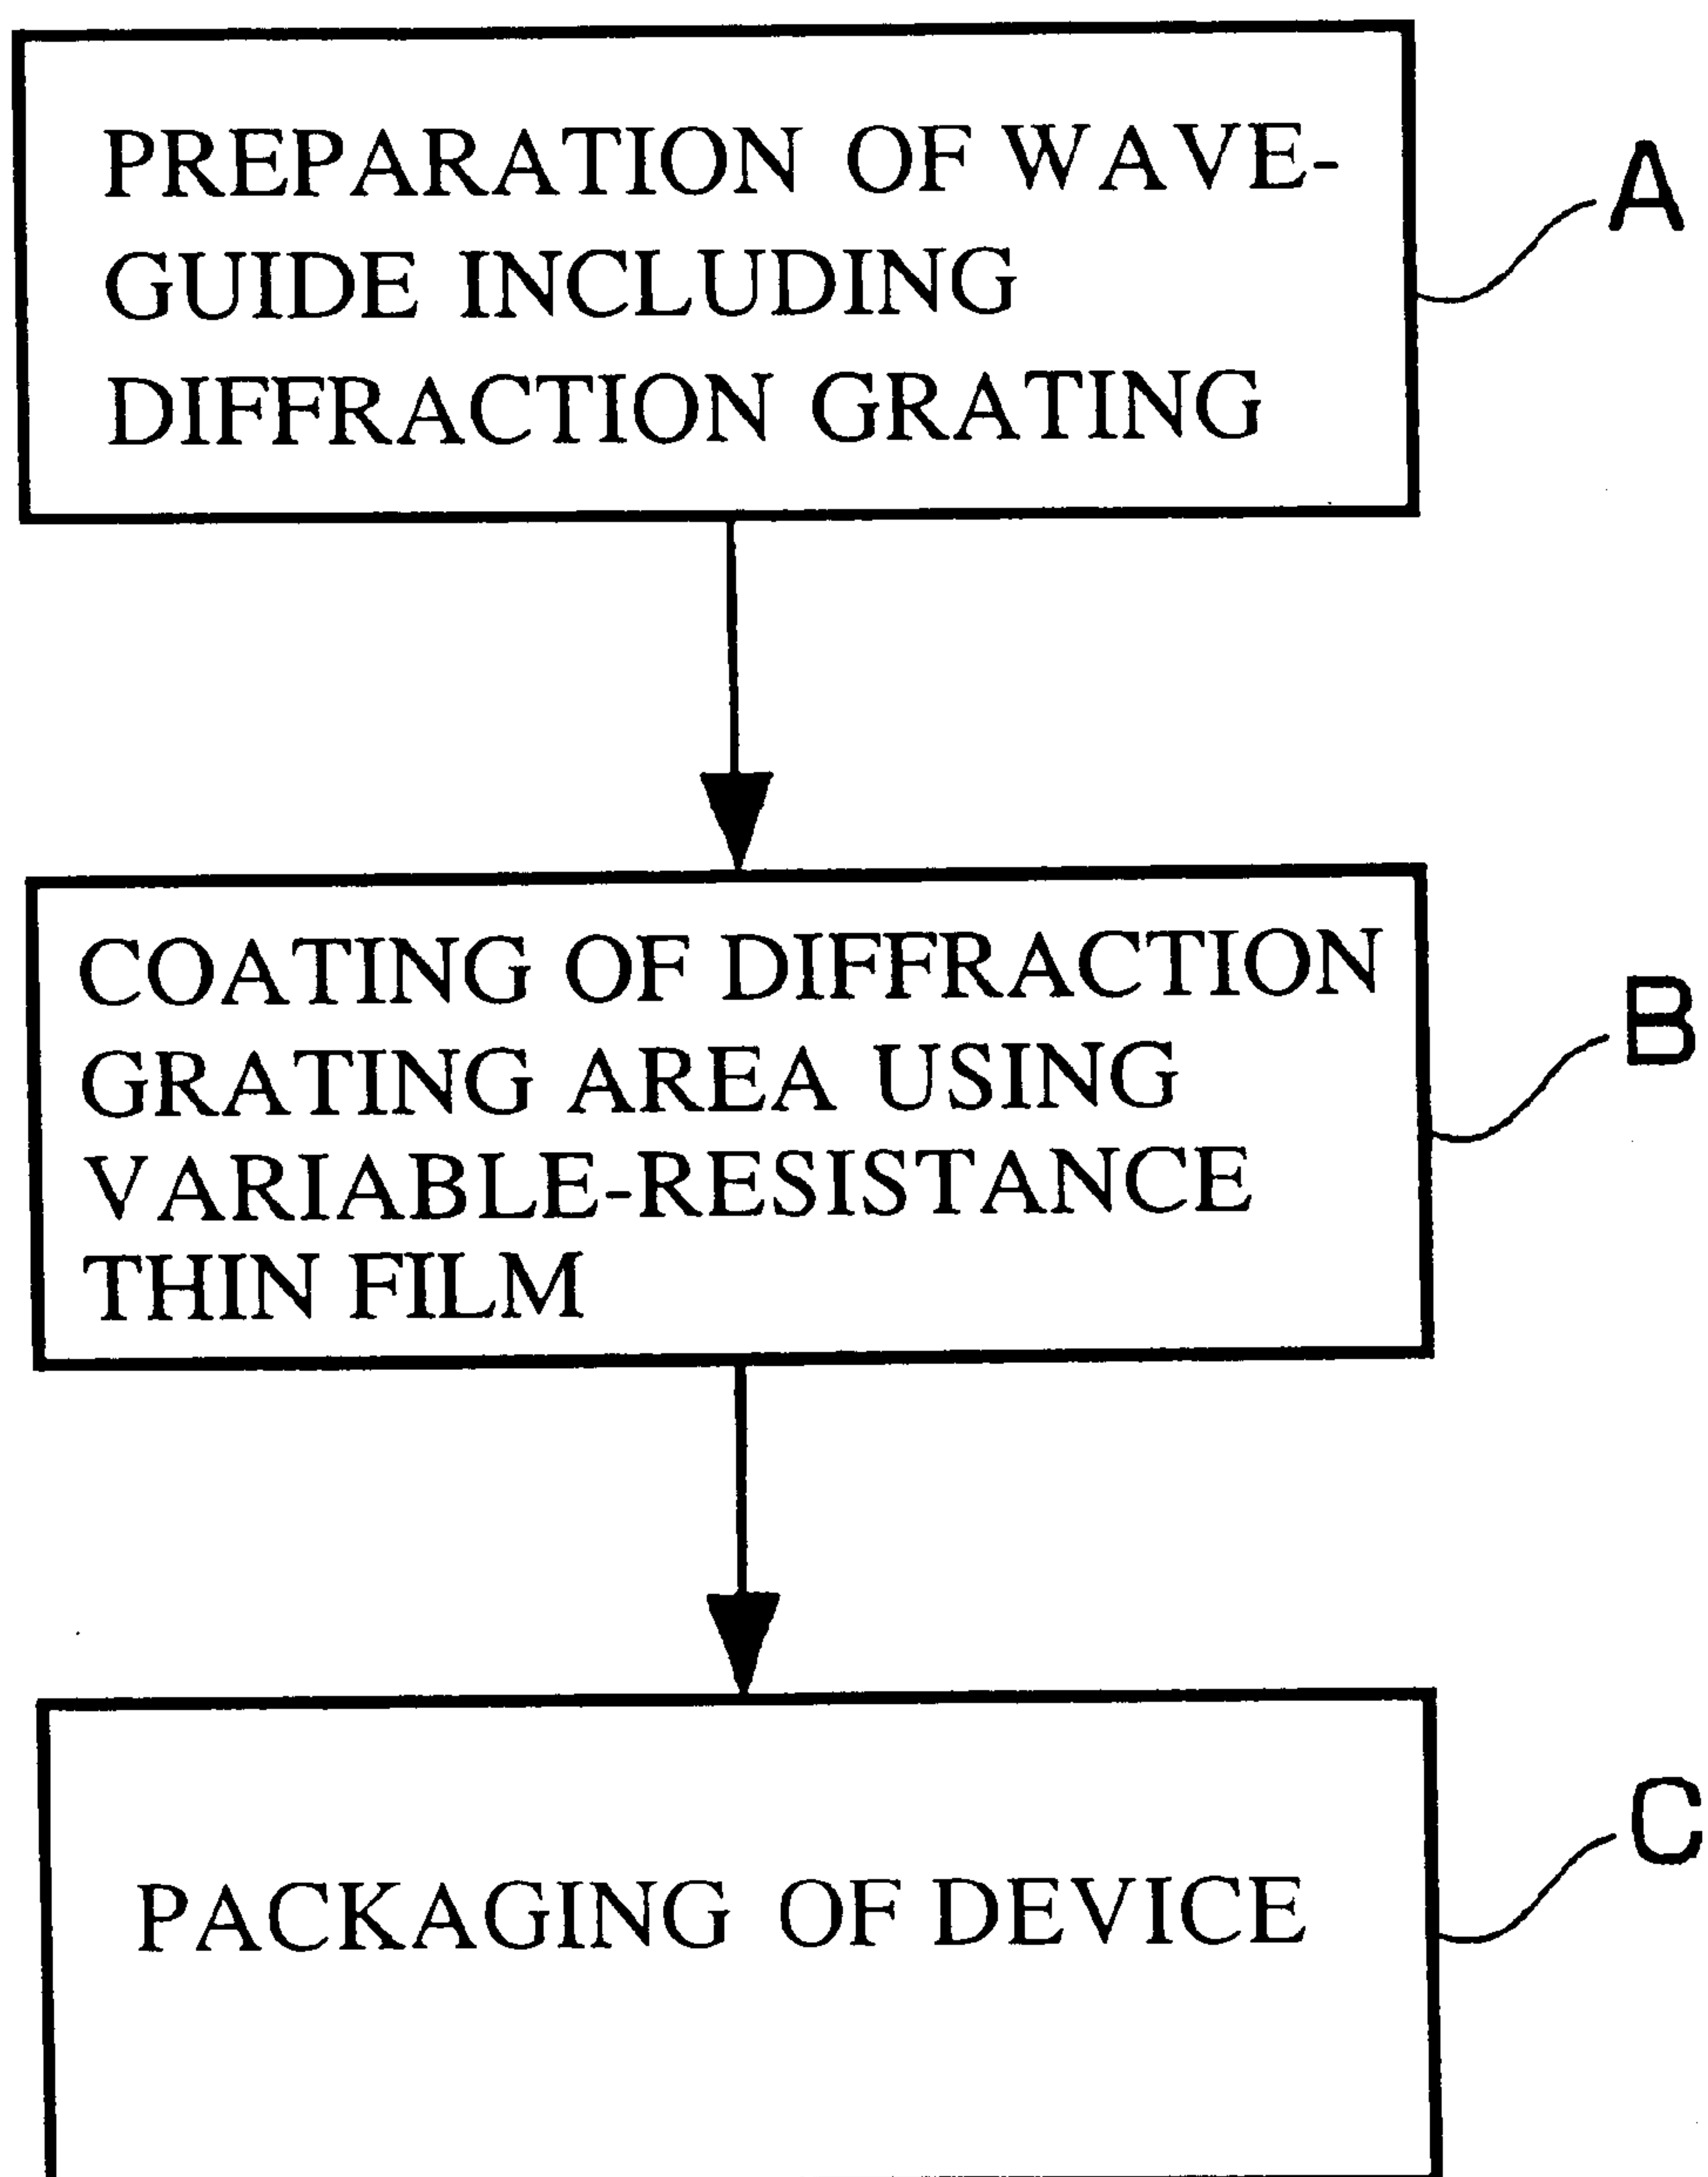 PREPARATION OF WAVE-
GUIDE INCLUDING
DIFFRACTION GRATING
A
COATING OF DIFFRACTION
GRATING AREA USING
VARIABLE-RESISTANCE
THIN FILM
B
PACKAGING OF DEVICE
C